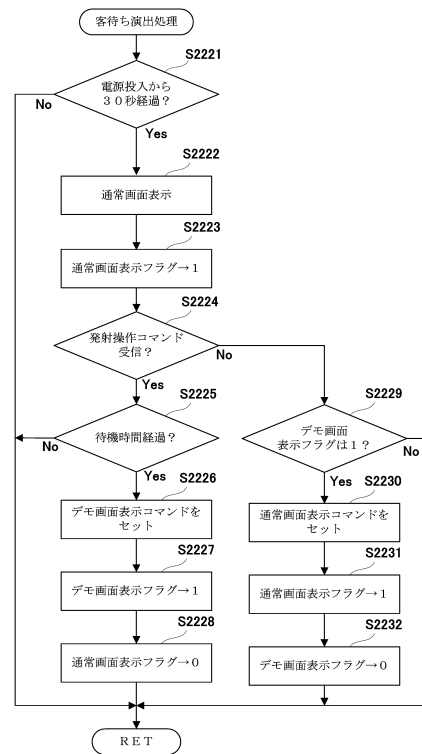 客待ち演出処理
S2221
電源投入から
３０秒経過？
No
Yes
S2222
通常画面表示
S2223
通常画面表示フラグ→１
S2224
発射操作コマンド
受信？
No
Yes
S2225
待機時間経過？
No
Yes
S2226
デモ画面表示コマンドを
セット
S2227
デモ画面表示フラグ→１
S2228
通常画面表示フラグ→０
S2229
デモ画面
表示フラグは１？
No
Yes
S2230
通常画面表示コマンドを
セット
S2231
通常画面表示フラグ→１
S2232
デモ画面表示フラグ→０
ＲＥＴ